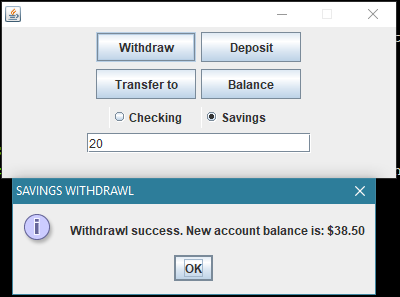 Withdraw Deposit
Transfer to Balance
Checking Savings
20
SAVINGS WITHDRAWL
Withdrawl success. New account balance is: $38.50
OK